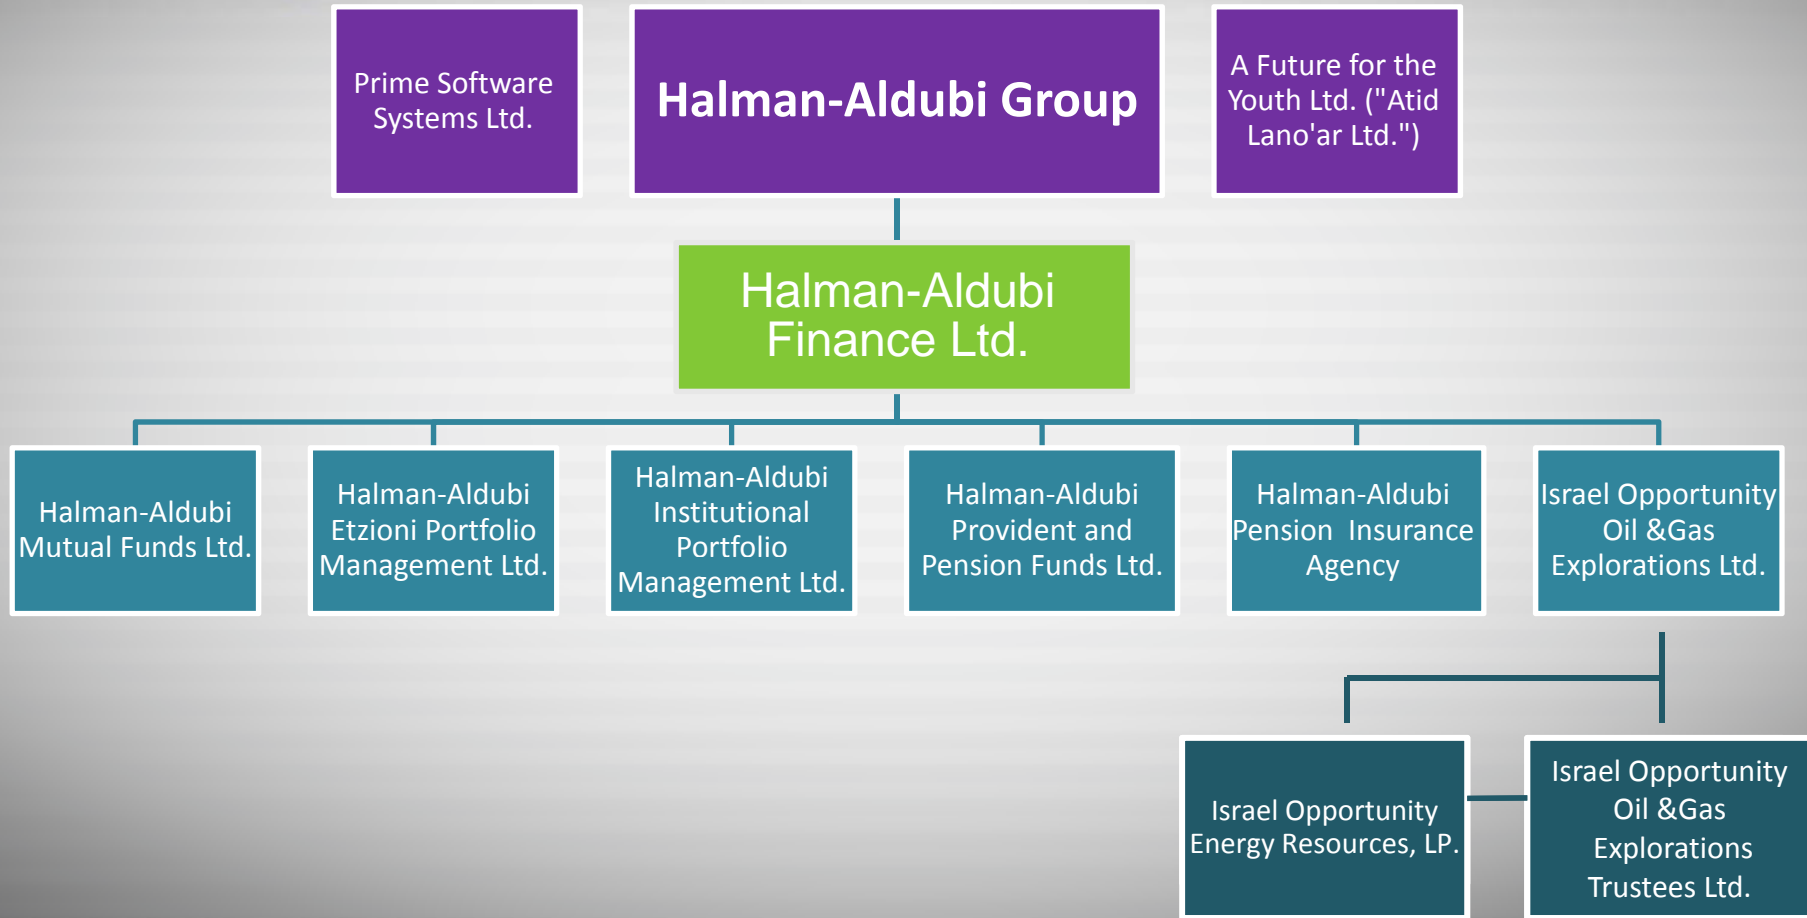 Prime Software
Systems Ltd.
Halman-Aldubi Group
A Future for the
Youth Ltd. ("Atid
Lano'ar Ltd.")
Halman-Aldubi
Finance Ltd.
Halman-Aldubi
Mutual Funds Ltd.
Halman-Aldubi
Etzioni Portfolio
Management Ltd.
Halman-Aldubi
Institutional
Portfolio
Management Ltd.
Halman-Aldubi
Provident and
Pension Funds Ltd.
Halman-Aldubi
Pension Insurance
Agency
Israel Opportunity
Oil &Gas
Explorations Ltd.
Israel Opportunity
Energy Resources, LP.
Israel Opportunity
Oil &Gas
Explorations
Trustees Ltd.